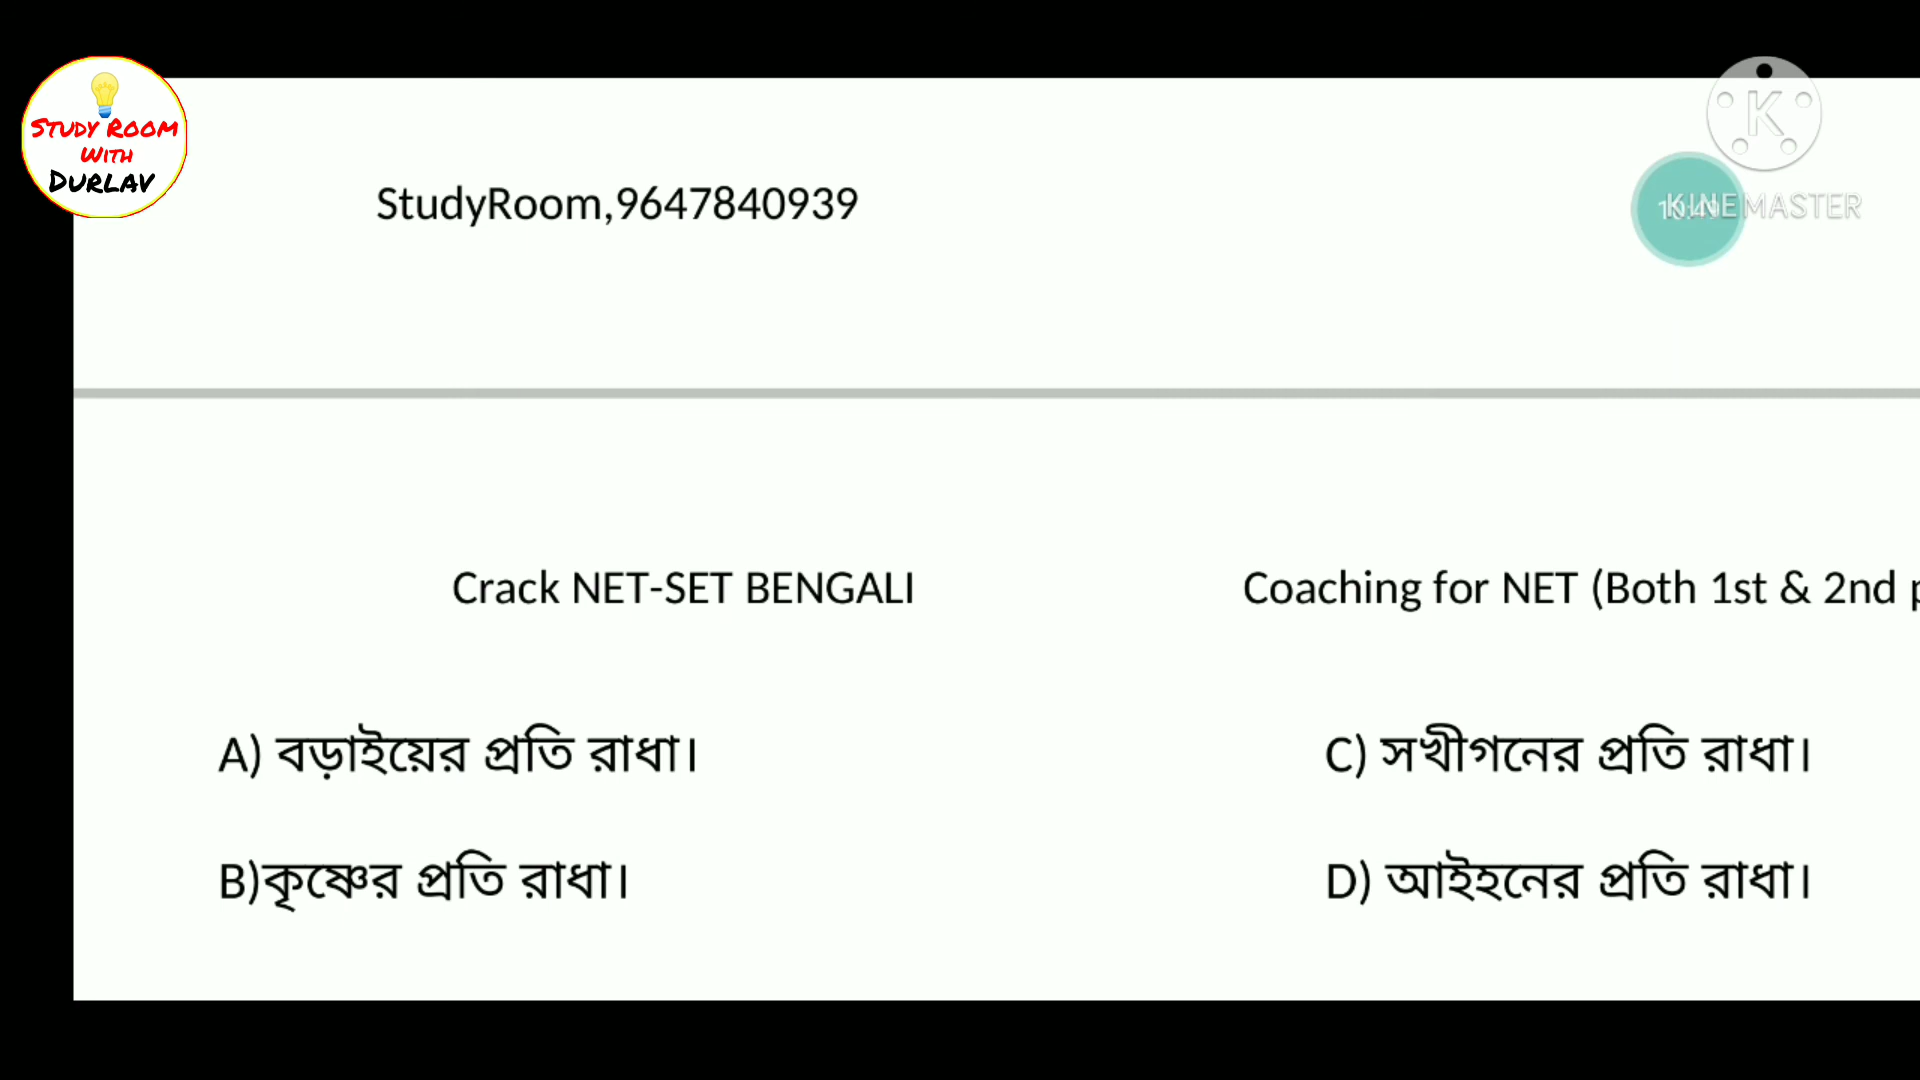 STUDY ROOM
WITH
DURLAV
StudyRoom,9647840939
K
KINEMASTER
Crack NET-SET BENGALI
Coaching for NET (Both 1st & 2nd
A) বড়াইয়ের প্রতি রাধা।
C) সখীগনের প্রতি রাধা।
B)কৃষ্ণের প্রতি রাধা।
D) আইহনের প্রতি রাধা।